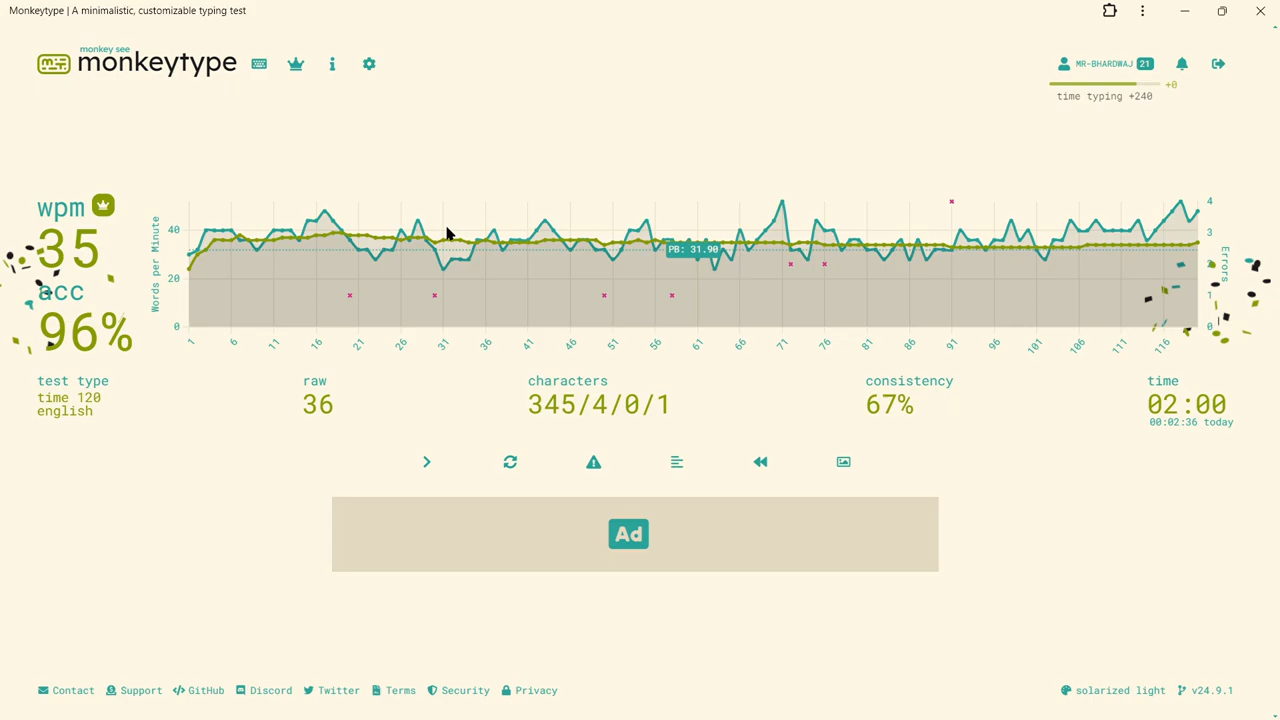 Monkeytype | A minimalistic, customizable typing test
monkey see
monkeytype
MR-BHARDWAJ 21
+0
time typing +240
wpm
35
acc
96%
Words per Minute
40
20
0
PB: 31.90
4
3
2
1
0
Errors
1 6 11 16 21 26 31 36 41 46 51 56 61 66 71 76 81 86 91 96 101 106 111 116
test type
time 120
english
raw
36
characters
345/4/0/1
consistency
67%
time
02:00
00:02:36 today
Ad
Contact Support GitHub Discord Twitter Terms Security Privacy
solarized light v24.9.1